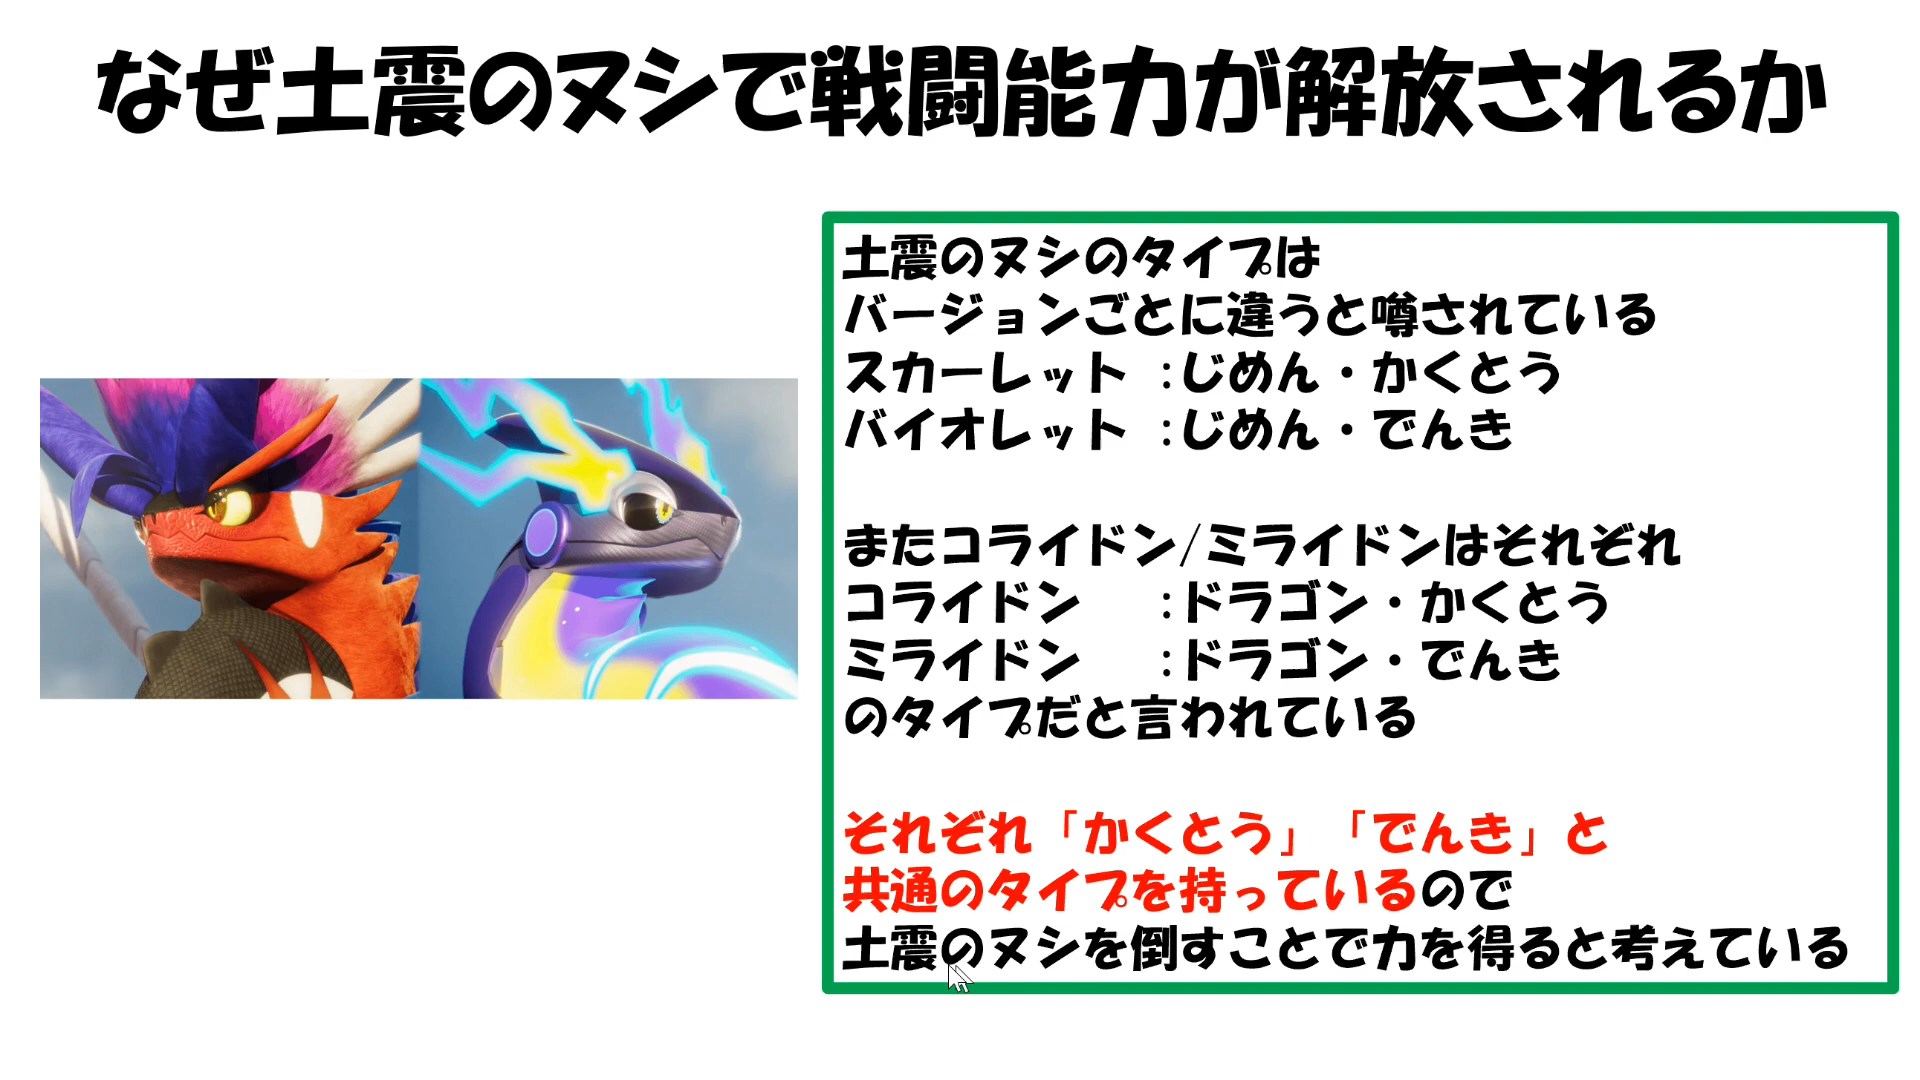 なぜ土震のヌシで戦闘能力が解放されるか
土震のヌシのタイプは
バージョンごとに違うと噂されている
スカーレット :じめん・かくとう
バイオレット :じめん・でんき
またコライドン/ミライドンはそれぞれ
コライドン :ドラゴン・かくとう
ミライドン :ドラゴン・でんき
のタイプだと言われている
それぞれ「かくとう」「でんき」と
共通のタイプを持っているので
土震のヌシを倒すことで力を得ると考えている